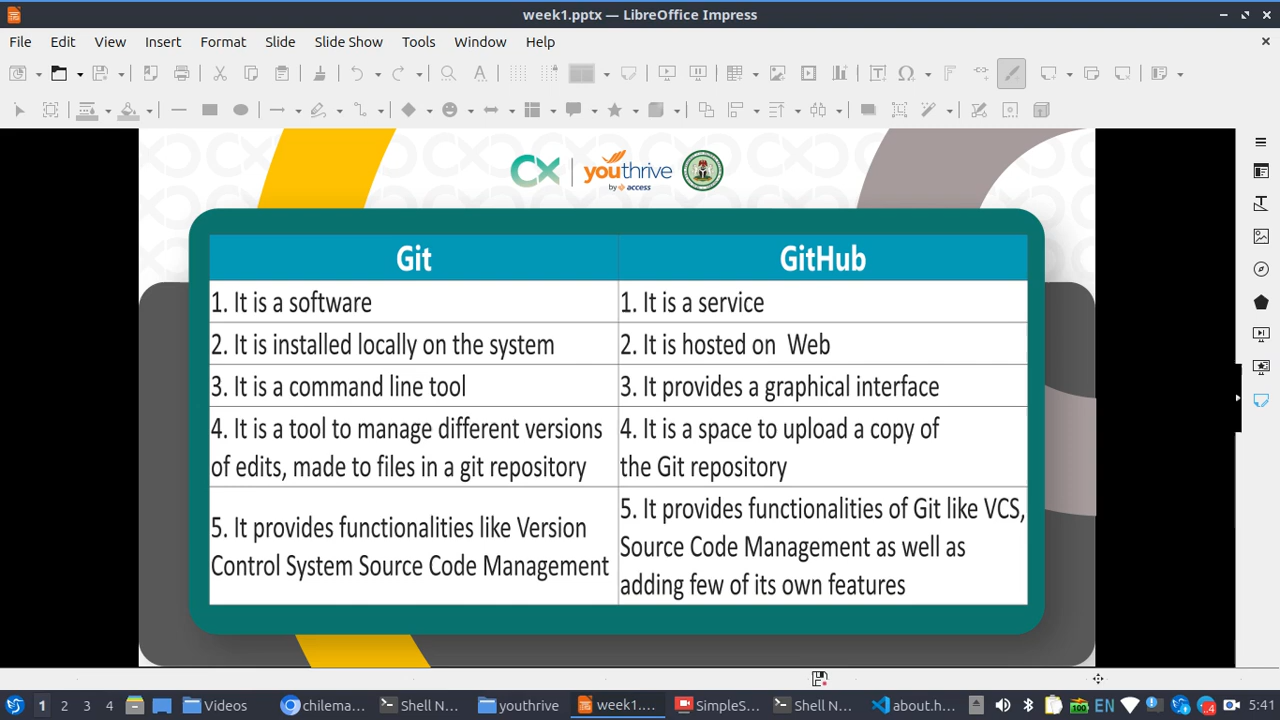 week1.pptx — LibreOffice Impress
File Edit View Insert Format Slide Slide Show Tools Window Help
CX youthrive
by access
Git GitHub
1. It is a software 1. It is a service
2. It is installed locally on the system 2. It is hosted on Web
3. It is a command line tool 3. It provides a graphical interface
4. It is a tool to manage different versions
of edits, made to files in a git repository
4. It is a space to upload a copy of
the Git repository
5. It provides functionalities like Version
Control System Source Code Management
5. It provides functionalities of Git like VCS,
Source Code Management as well as
adding few of its own features
1 2 3 4 Videos chilema... Shell N... youthrive week1.... SimpleS... Shell N... about.h... 100 EN 5:41